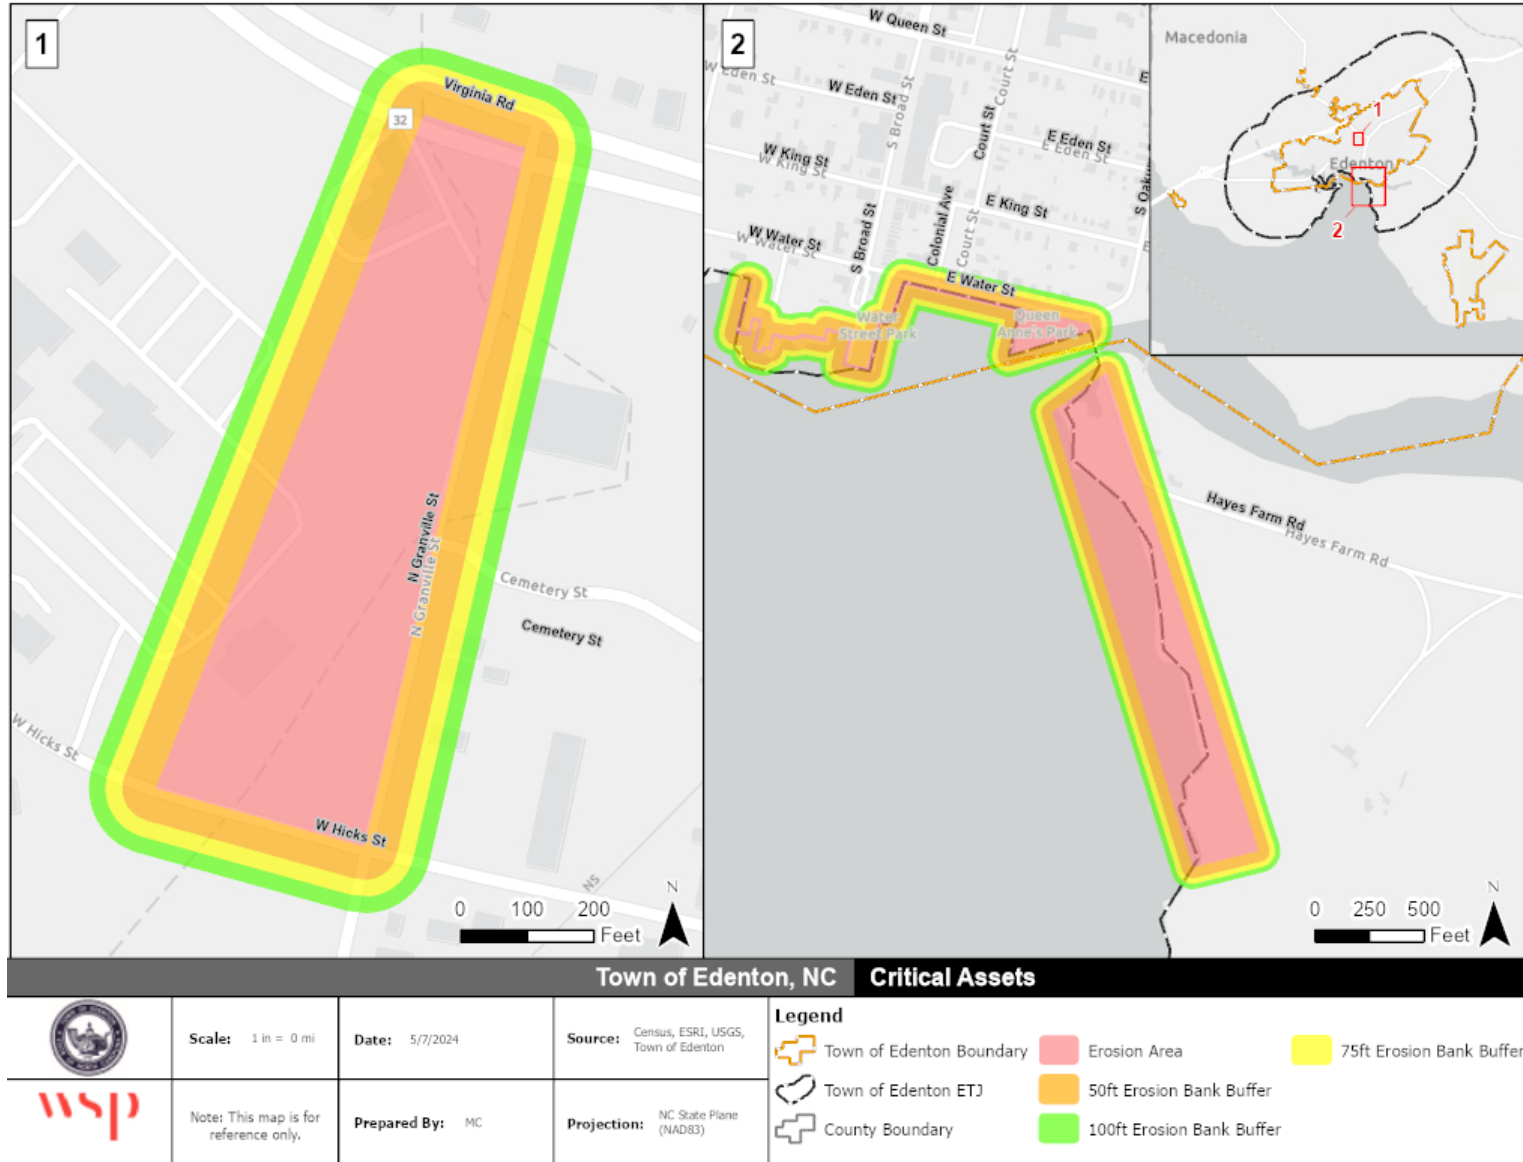 1
Virginia Rd
32
N Granville St
N Granville St
Cemetery St
Cemetery St
W Hicks St
W Hicks St
NS
N
0 100 200
Feet
2
W Queen St
W Eden St
W Eden St
S Broad St
Court St
Court St
E
E Eden St
E Eden St
W King St
W King St
S Oak
E King St
Colonial Ave
S Broad St
Court St
W Water St
W Water St
E
E Water St
Water
Street Park
Queen
Anne's Park
Hayes Farm Rd
Hayes Farm Rd
N
0 250 500
Feet
Macedonia
1
Edenton
2
Town of Edenton, NC Critical Assets
Scale: 1 in = 0 mi
Date: 5/7/2024
Source: Census, ESRI, USGS,
Town of Edenton
wsp
Note: This map is for
reference only.
Prepared By: MC
Projection: NC State Plane
(NAD83)
Legend
Town of Edenton Boundary
Town of Edenton ETJ
County Boundary
Erosion Area
50ft Erosion Bank Buffer
100ft Erosion Bank Buffer
75ft Erosion Bank Buffer